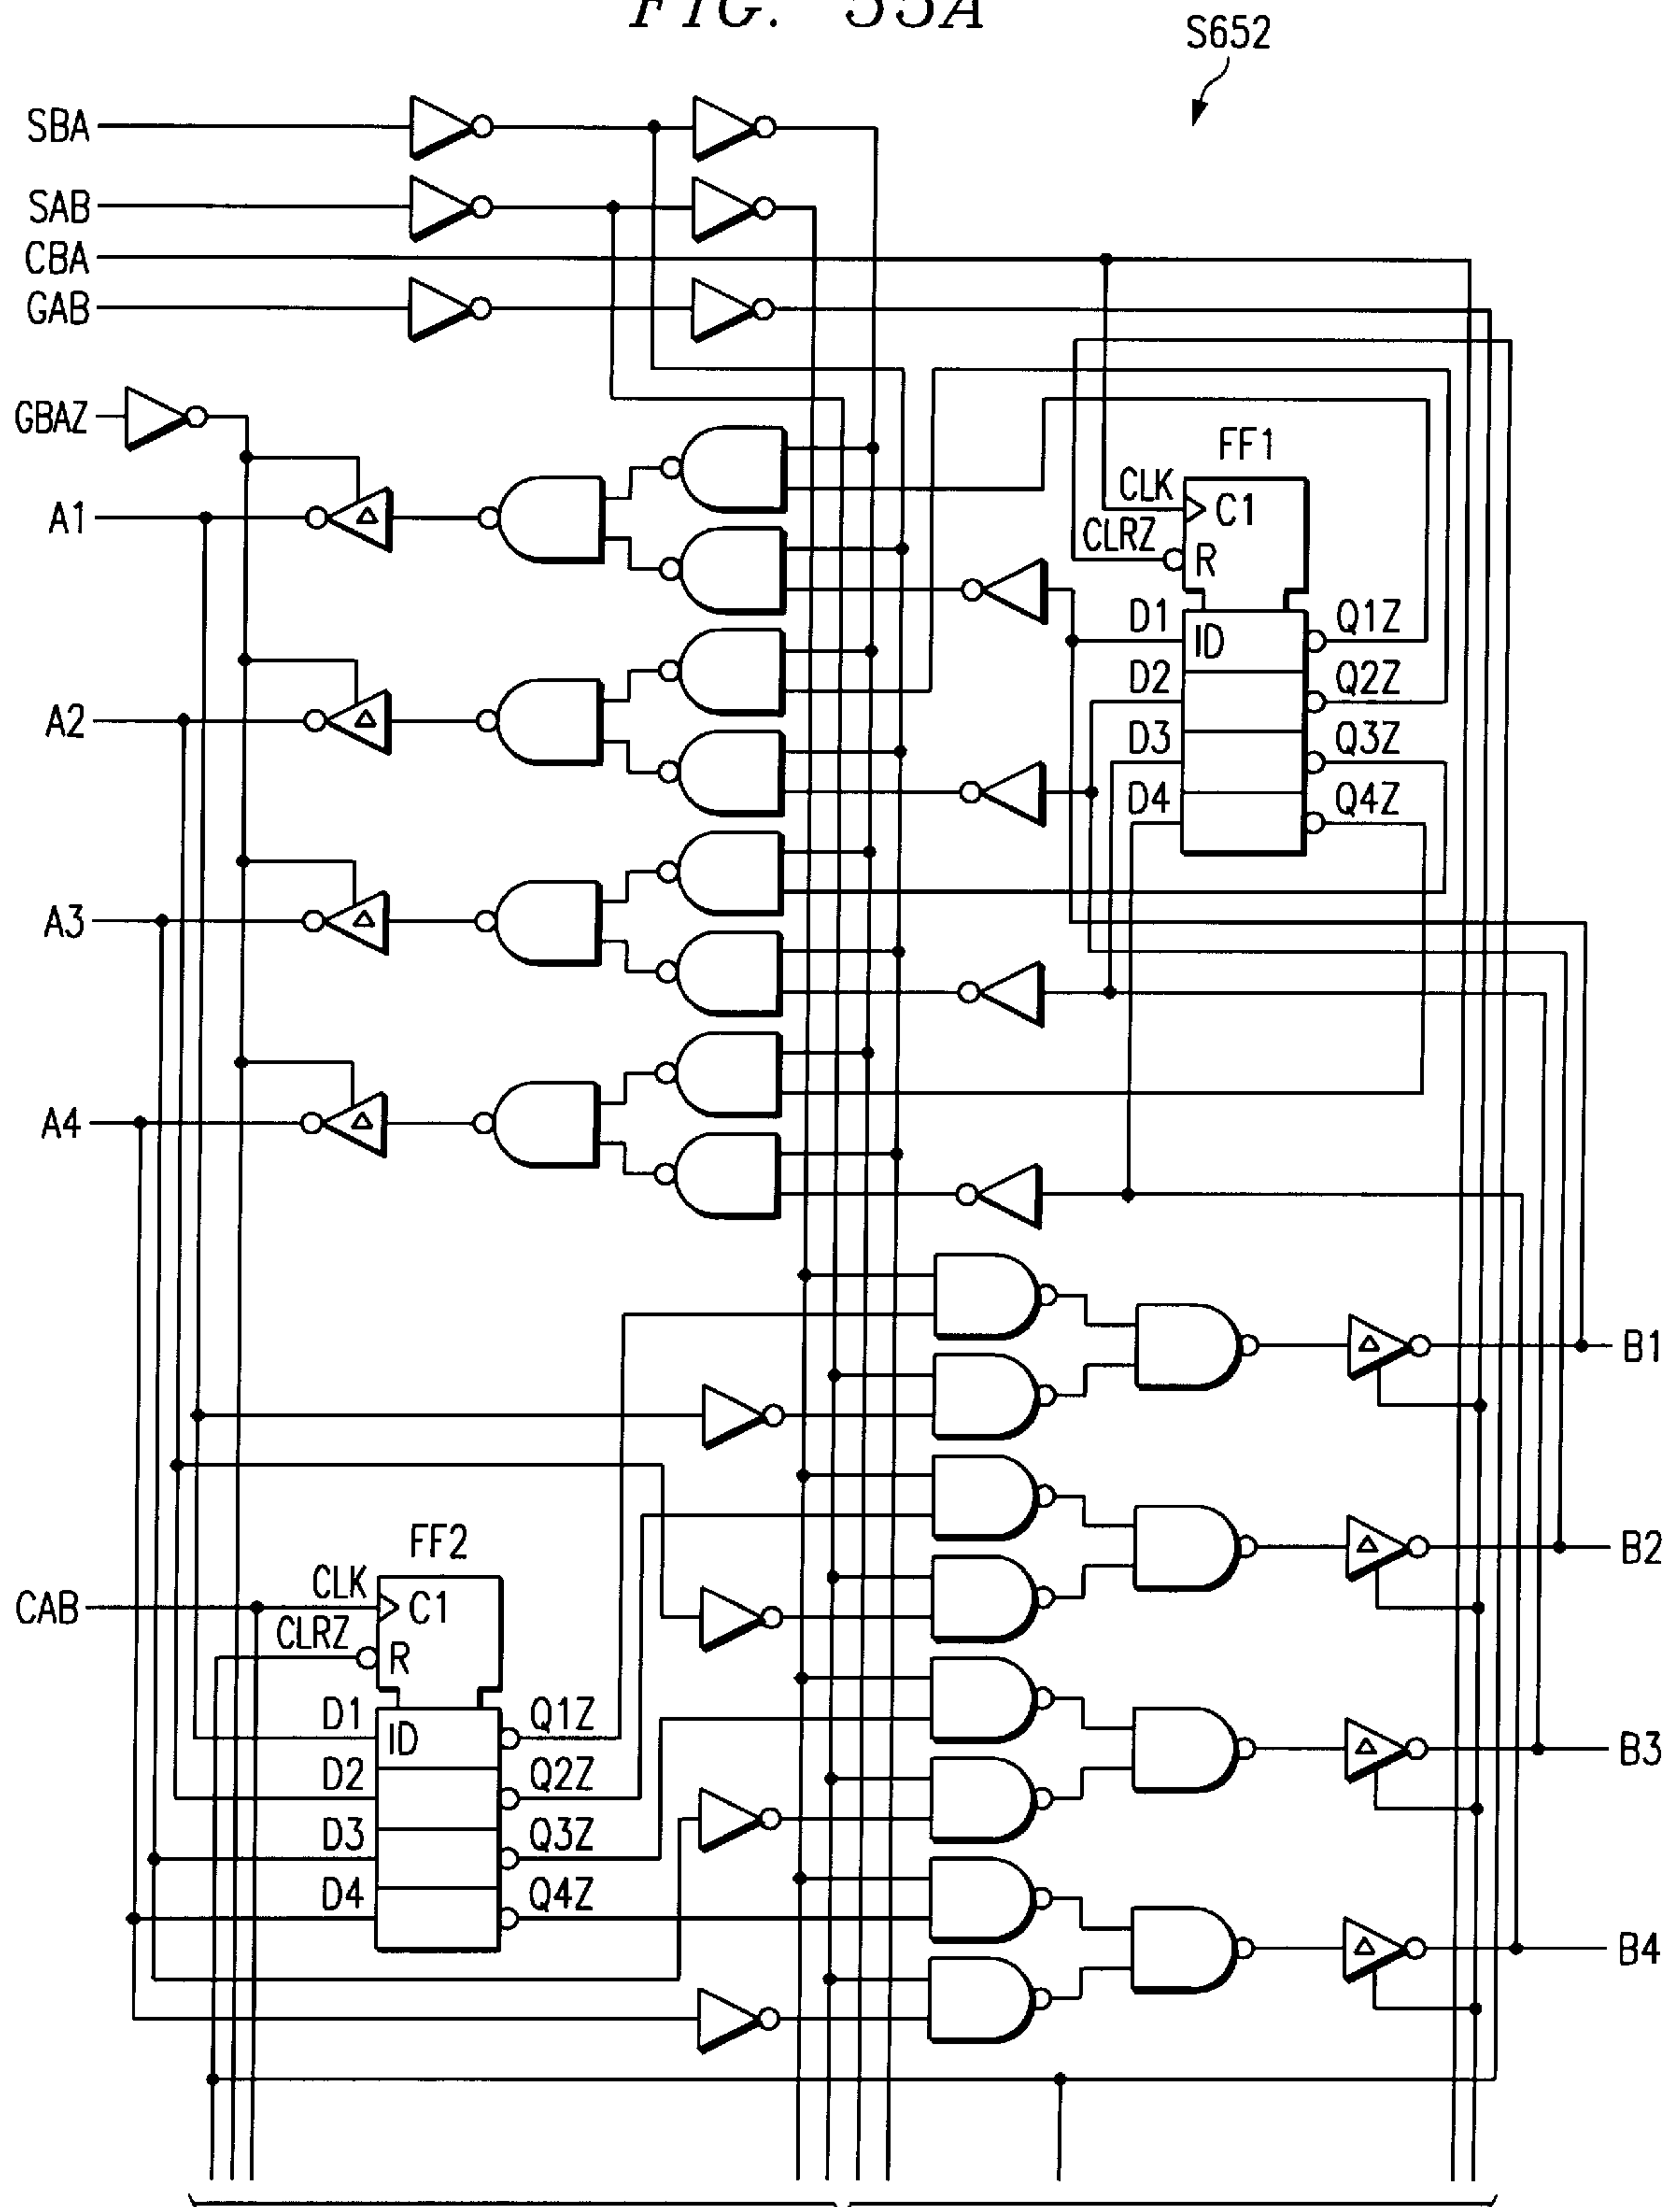 FIG. 55A
S652
SBA
SAB
CBA
GAB
GBAZ
FF1
CLK
C1
A1
CLRZ
R
D1
ID
Q1Z
D2
Q2Z
A2
D3
Q3Z
D4
Q4Z
A3
A4
B1
FF2
B2
CLK
CAB
C1
CLRZ
R
D1
ID
Q1Z
B3
D2
Q2Z
D3
Q3Z
D4
Q4Z
B4